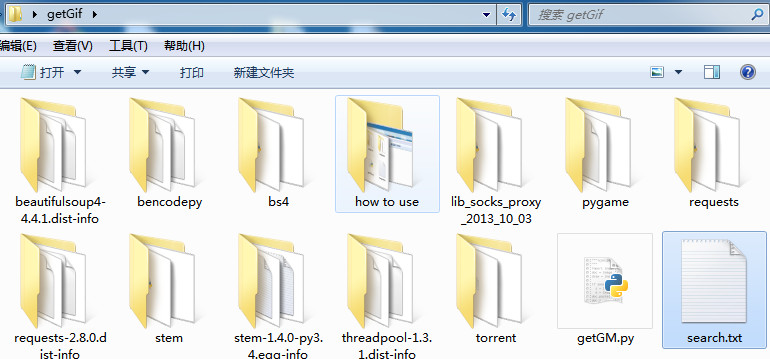 getGif
搜索 getGif
编辑(E) 查看(V) 工具(T) 帮助(H)
打开 共享 打印 新建文件夹
beautifulsoup4-
4.4.1.dist-info
bencodepy
bs4
how to use
lib_socks_proxy
_2013_10_03
pygame
requests
requests-2.8.0.d
ist-info
stem
stem-1.4.0-py3.
4.egg-info
threadpool-1.3.
1.dist-info
torrent
getGM.py
search.txt